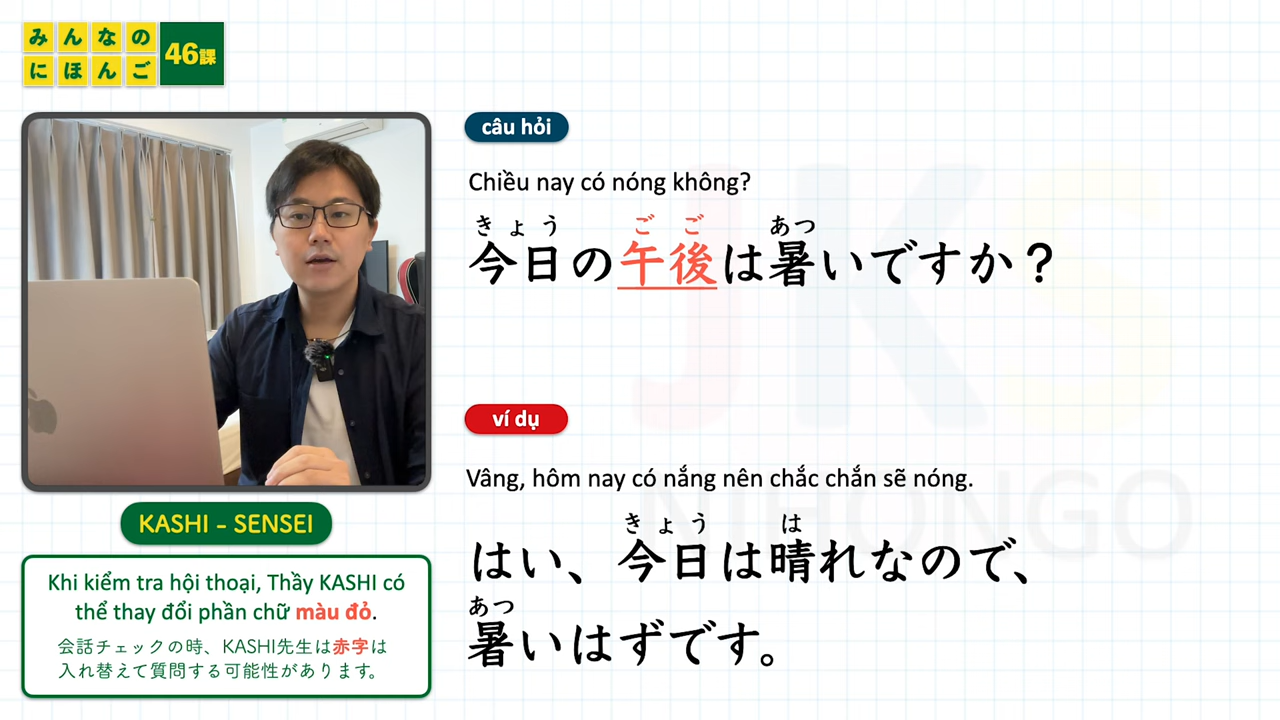 みんなの
にほんご
46課
câu hỏi
Chiều nay có nóng không?
きょう ごご あつ
今日の午後は暑いですか？
ví dụ
Vâng, hôm nay có nắng nên chắc chắn sẽ nóng.
きょう は
はい、今日は晴れなので、
あつ
暑いはずです。
KASHI - SENSEI
Khi kiểm tra hội thoại, Thầy KASHI có
thể thay đổi phần chữ màu đỏ.
会話チェックの時、KASHI先生は赤字は
入れ替えて質問する可能性があります。
JKS
NIHONGO